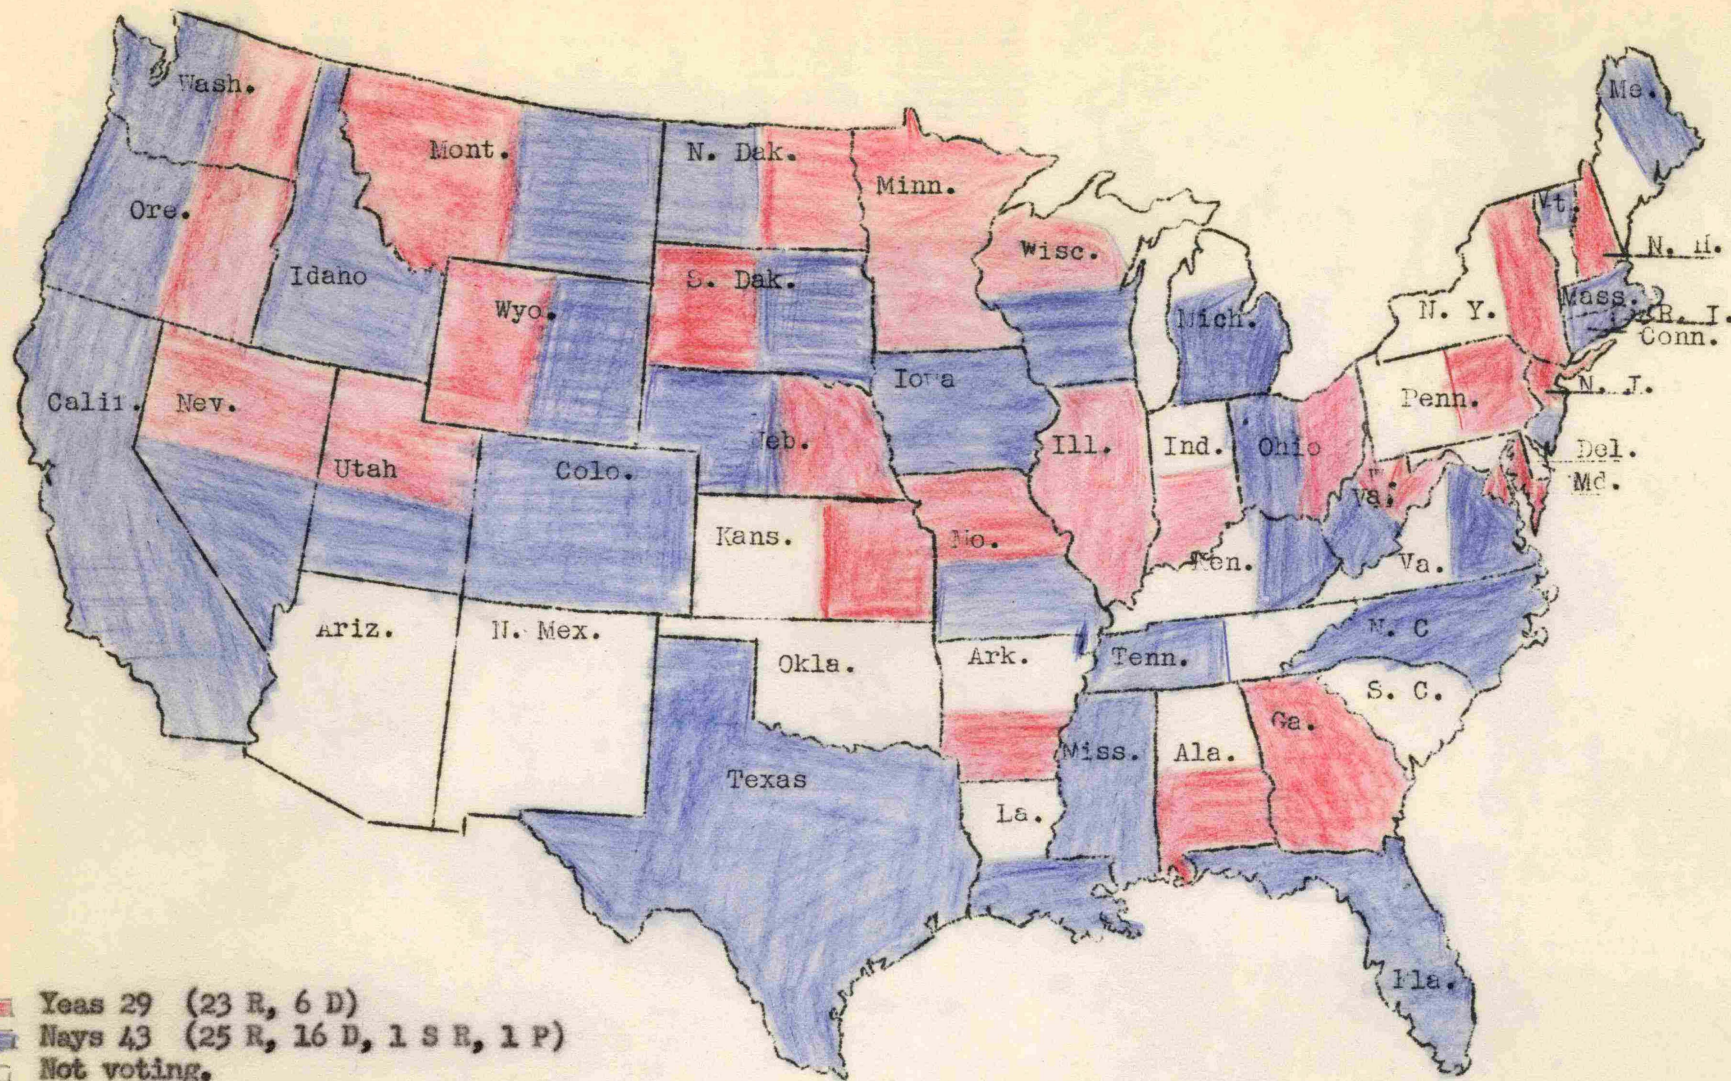 Wash.
Me.
Mont.
N. Dak.
Minn.
Ore.
Vt.
N. H.
Wisc.
Idaho
S. Dak.
Mass.
Wyo.
Mich.
N. Y.
R. I.
Conn.
Iowa
N. J.
Calif.
Nev.
Penn.
Neb.
Ill.
Ind.
Ohio
Del.
Utah
Colo.
Md.
W.
Va.
Kans.
Mo.
Ken.
Va.
Ariz.
N. Mex.
N. C
Okla.
Ark.
Tenn.
S. C.
Ga.
Miss.
Ala.
Texas
La.
Fla.
Yeas 29 (23 R, 6 D)
Nays 43 (25 R, 16 D, 1 S R, 1 P)
Not voting.